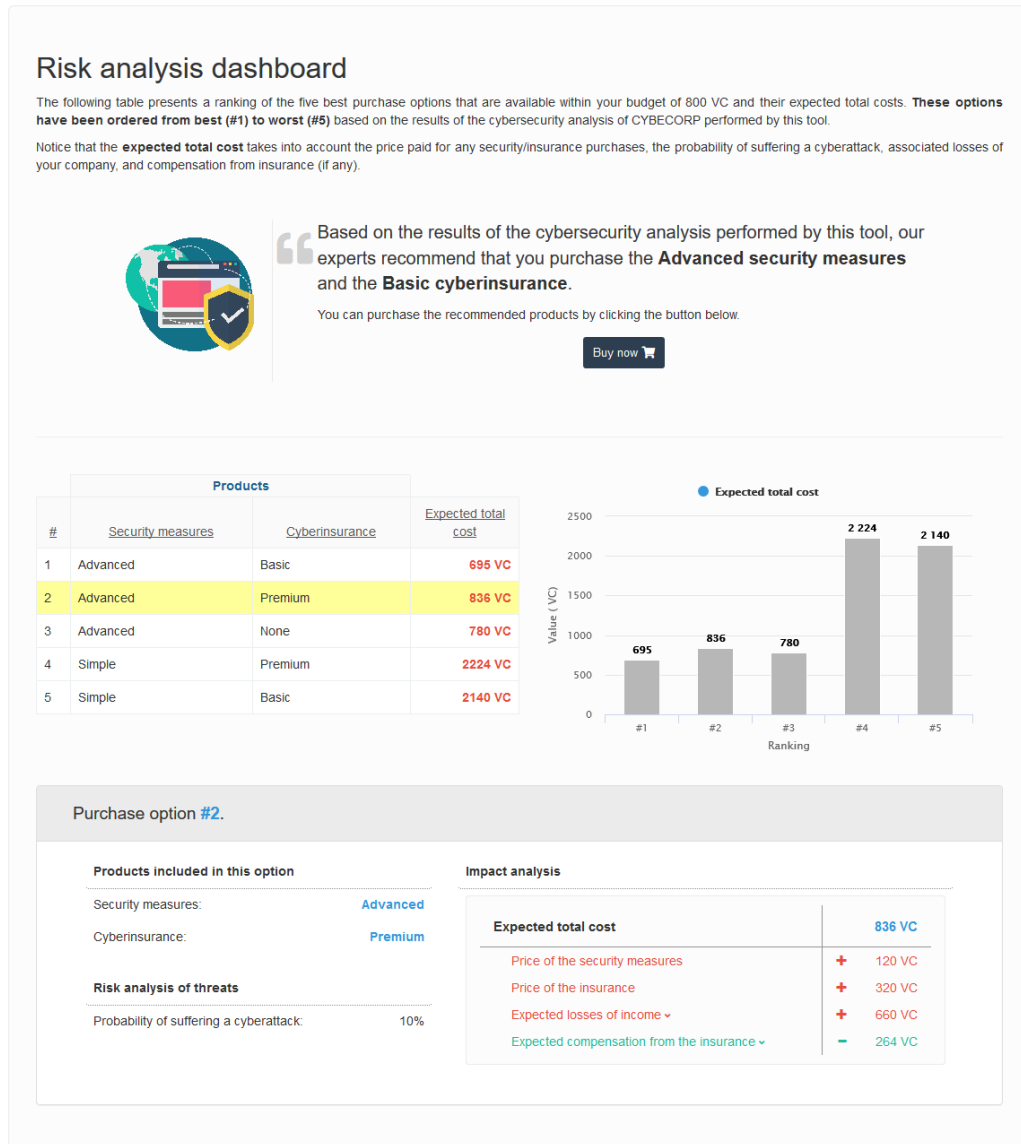 Risk analysis dashboard
The following table presents a ranking of the five best purchase options that are available within your budget of 800 VC and their expected total costs. These options
have been ordered from best (#1) to worst (#5) based on the results of the cybersecurity analysis of CYBECORP performed by this tool.
Notice that the expected total cost takes into account the price paid for any security/insurance purchases, the probability of suffering a cyberattack, associated losses of
your company, and compensation from insurance (if any).
Based on the results of the cybersecurity analysis performed by this tool, our
experts recommend that you purchase the Advanced security measures
and the Basic cyberinsurance.
You can purchase the recommended products by clicking the button below.
Buy now
Products
# Security measures Cyberinsurance Expected total
cost
1 Advanced Basic 695 VC
2 Advanced Premium 836 VC
3 Advanced None 780 VC
4 Simple Premium 2224 VC
5 Simple Basic 2140 VC
Expected total cost
2500
2000
1500
1000
500
0
Value ( VC)
695
836
780
2 224
2 140
#1 #2 #3 #4 #5
Ranking
Purchase option #2.
Products included in this option
Security measures: Advanced
Cyberinsurance: Premium
Risk analysis of threats
Probability of suffering a cyberattack: 10%
Impact analysis
Expected total cost 836 VC
Price of the security measures + 120 VC
Price of the insurance + 320 VC
Expected losses of income + 660 VC
Expected compensation from the insurance − 264 VC